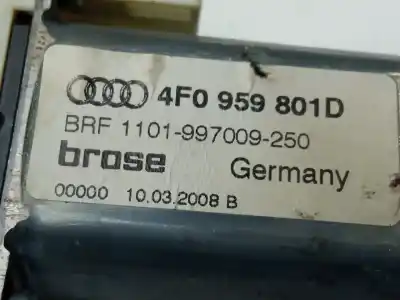 4F0 959 801D
BRF 1101-997009-250
brose Germany
00000 10.03.2008 B